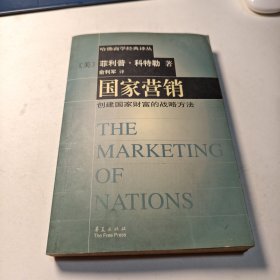 哈佛商学经典译丛
〔美〕菲利普·科特勒 著
俞利军 译
国家营销
创建国家财富的战略方法
THE
MARKETING
OF
NATIONS
华夏出版社
The Free Press